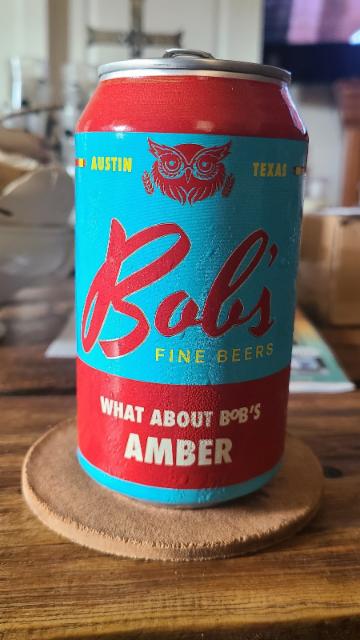 AUSTIN TEXAS
Bob's
FINE BEERS
WHAT ABOUT BOB'S
AMBER